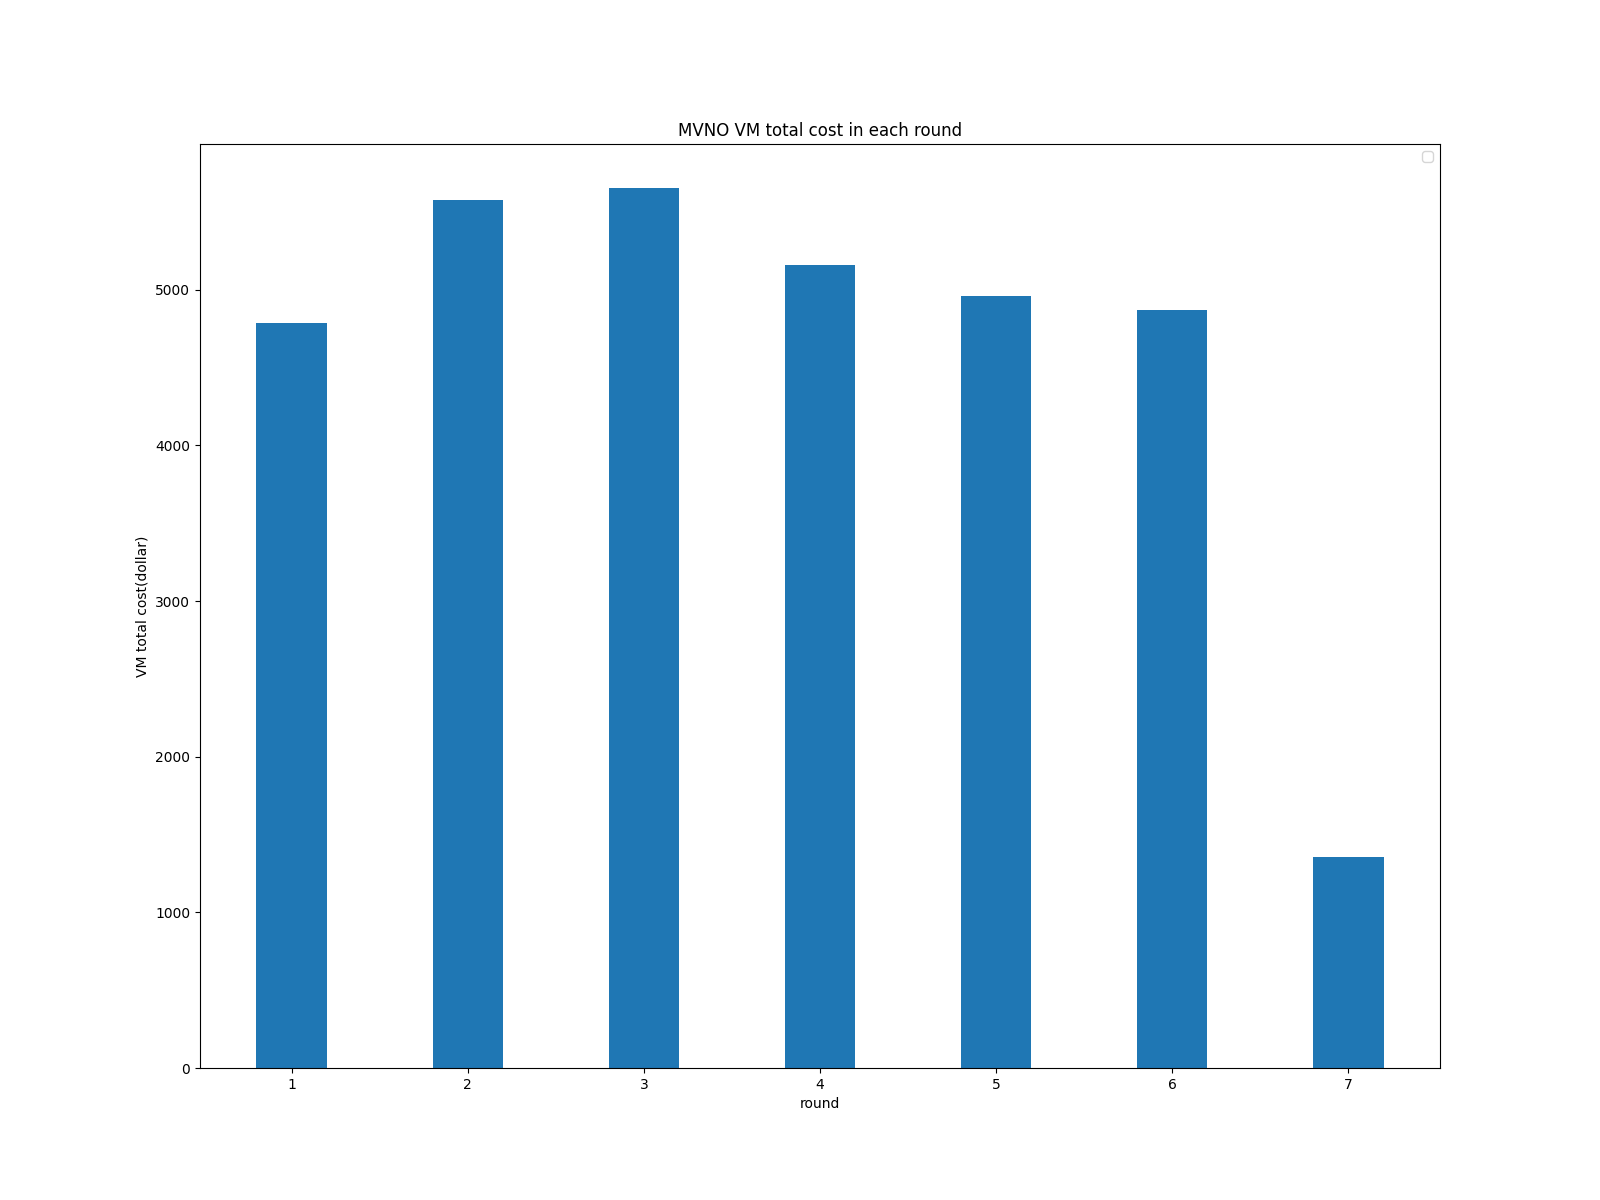 MVNO VM total cost in each round
5000
4000
3000
2000
1000
0
VM total cost(dollar)
1 2 3 4 5 6 7
round